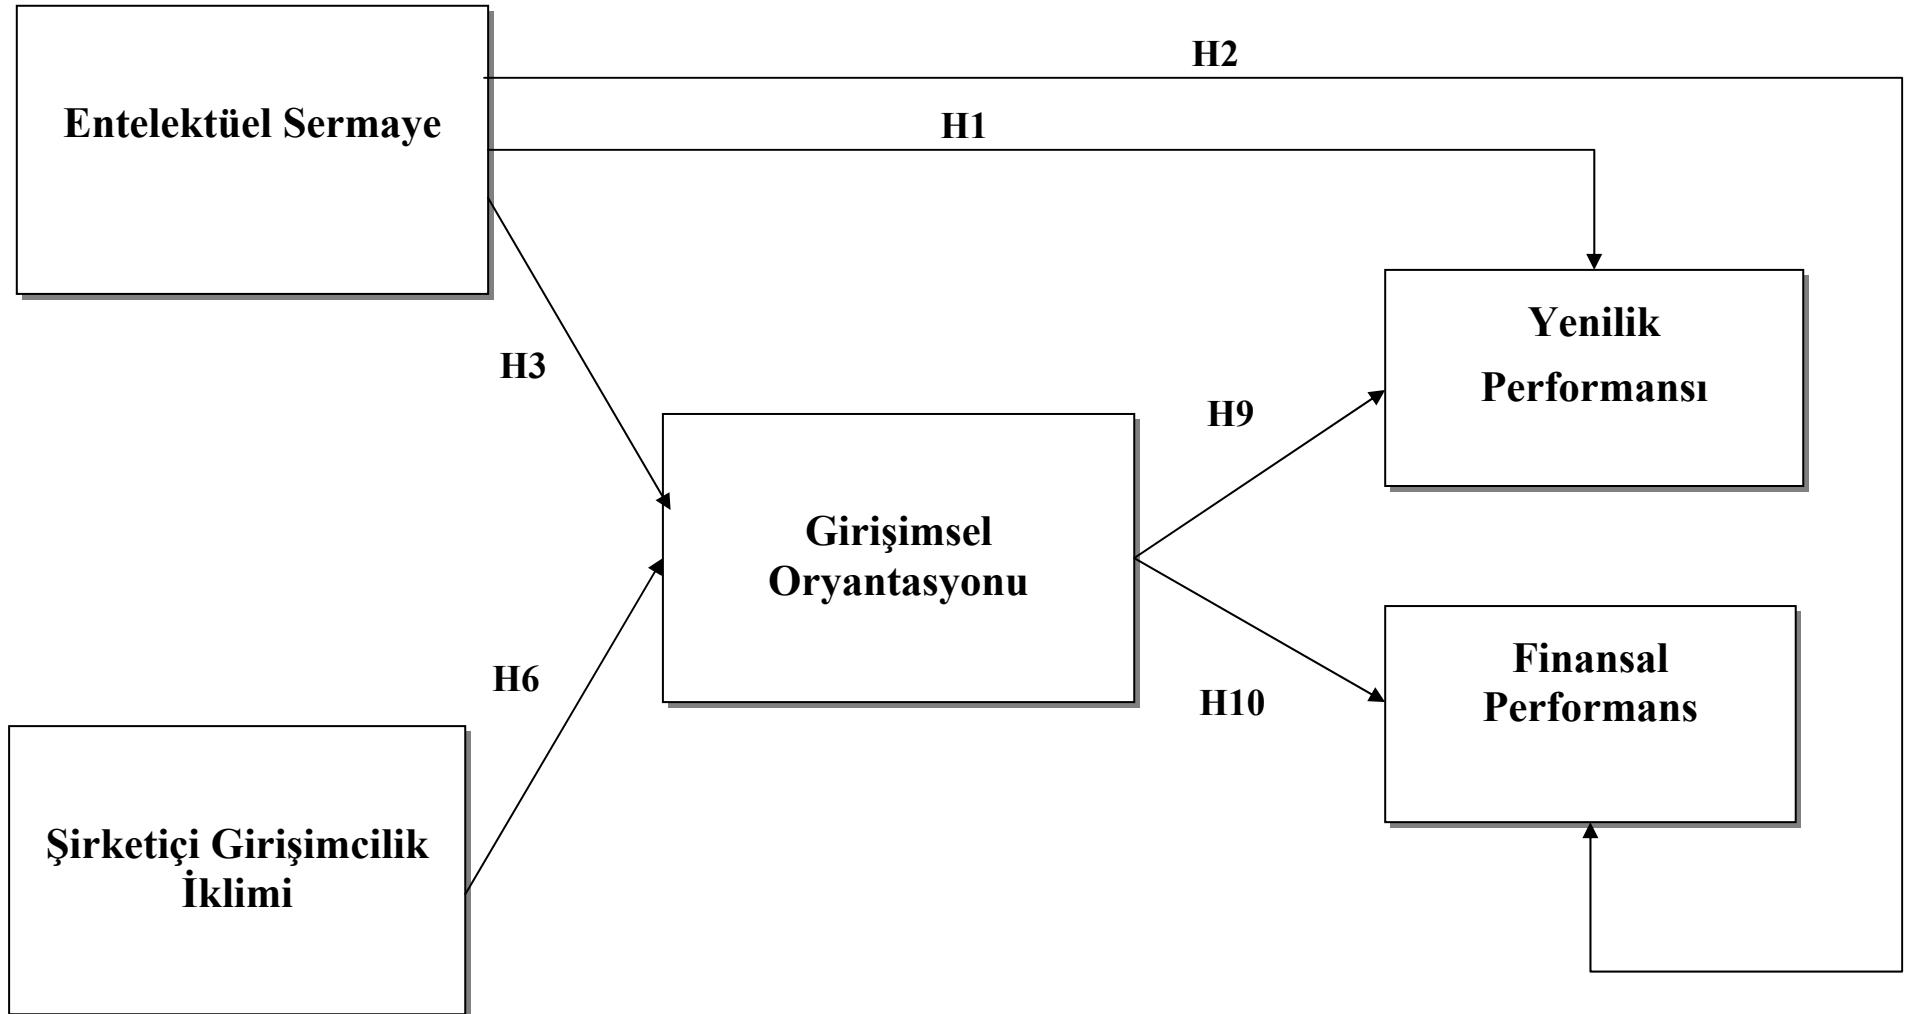 H2
Entelektüel Sermaye
H1
H3
Yenilik
Performansı
H9
Girişimsel
Oryantasyonu
H6
H10
Finansal
Performans
Şirketiçi Girişimcilik
İklimi